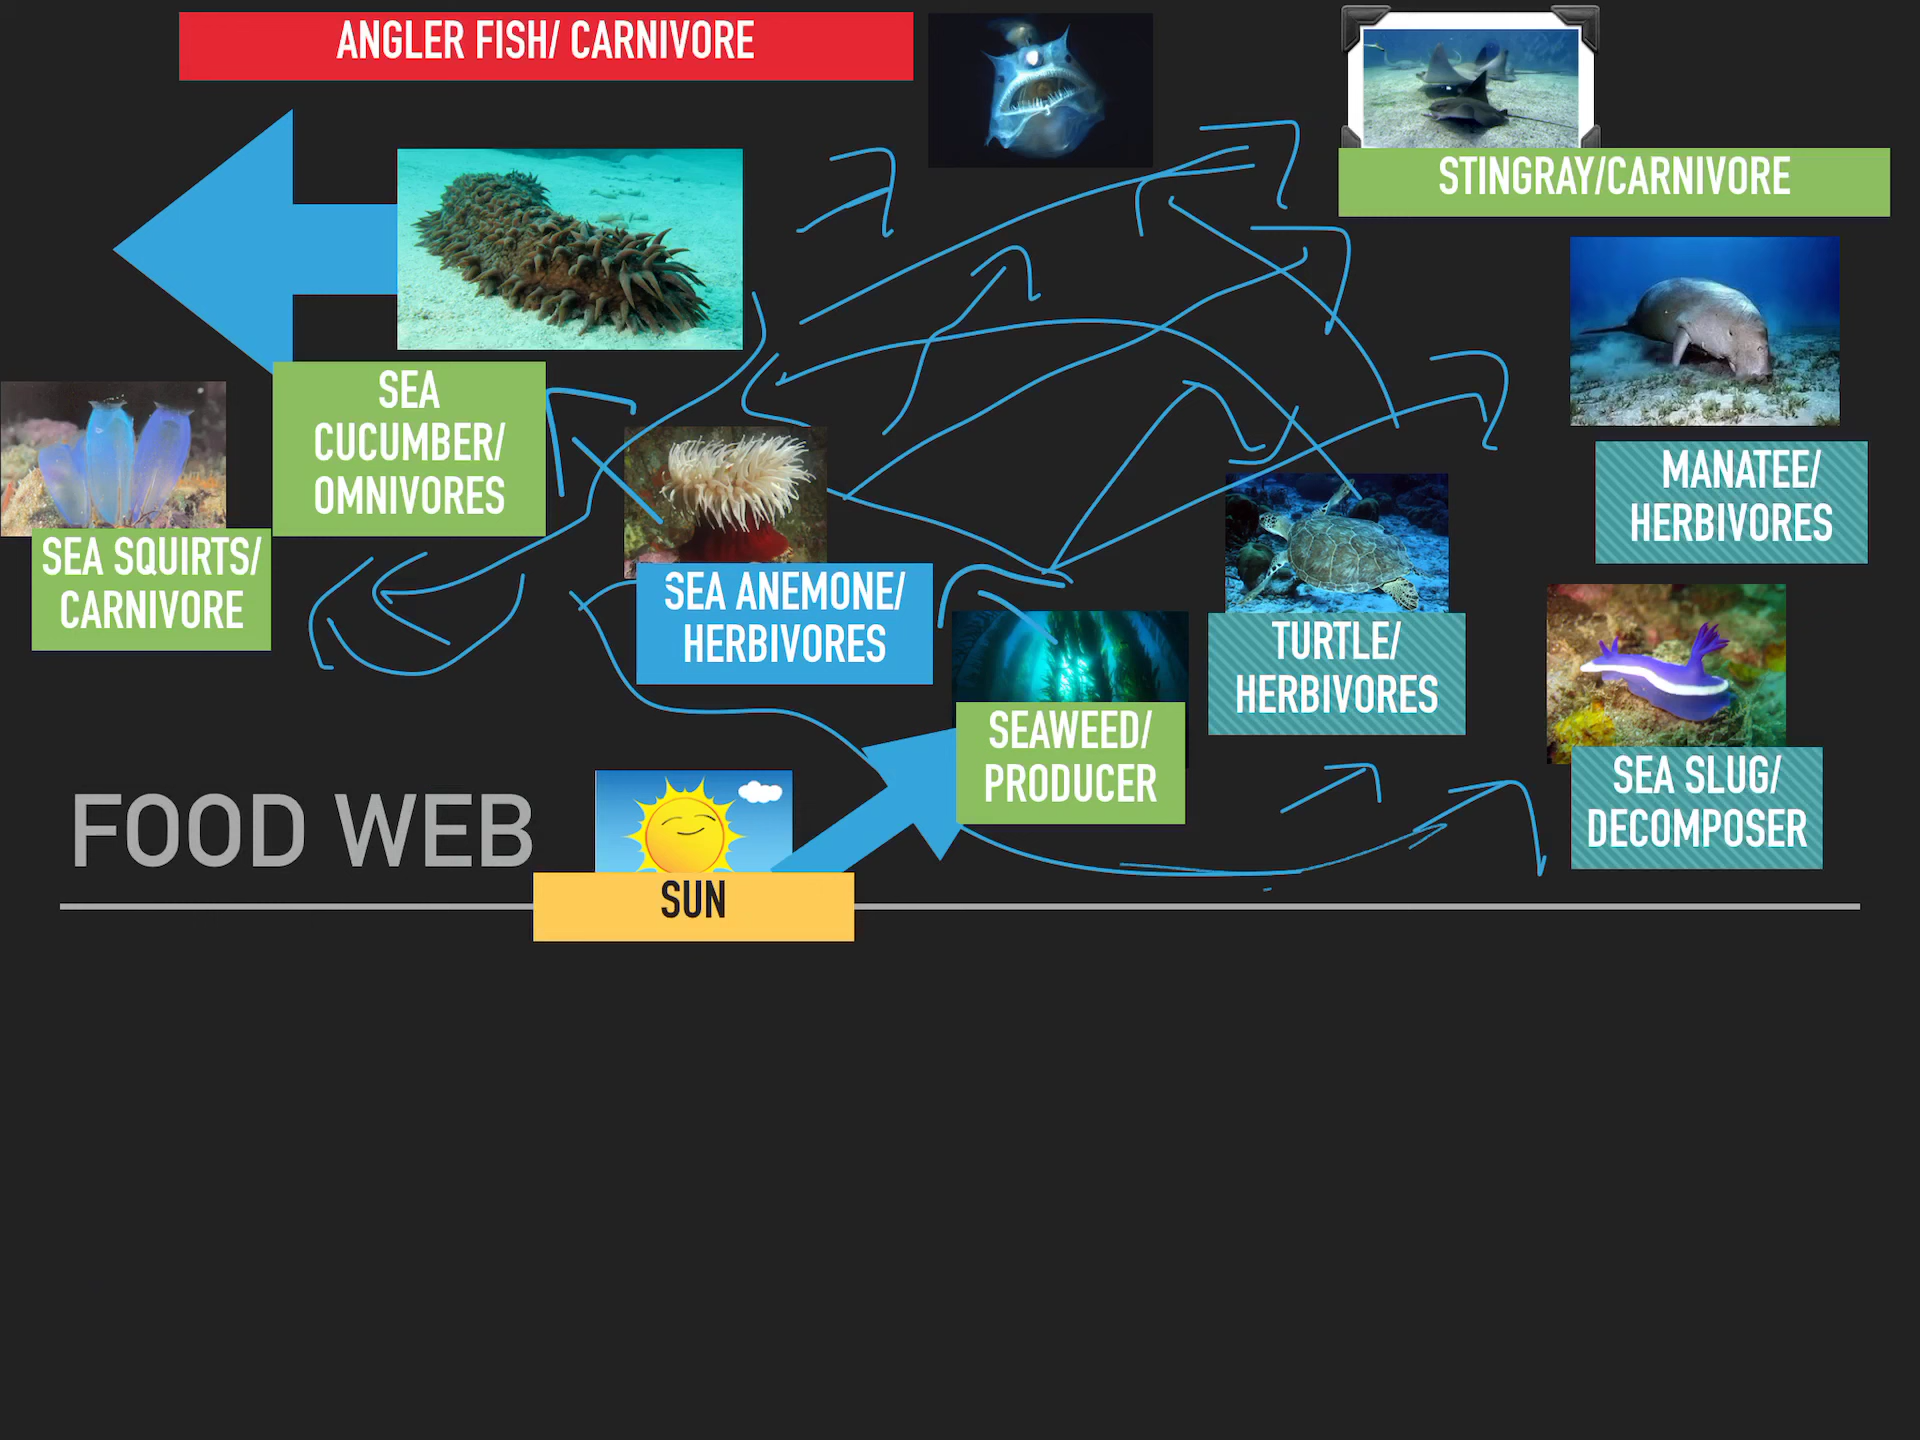 ANGLER FISH/ CARNIVORE
STINGRAY/CARNIVORE
SEA
CUCUMBER/
OMNIVORES
MANATEE/
HERBIVORES
SEA SQUIRTS/
CARNIVORE
SEA ANEMONE/
HERBIVORES
TURTLE/
HERBIVORES
SEAWEED/
PRODUCER
SEA SLUG/
DECOMPOSER
FOOD WEB
SUN